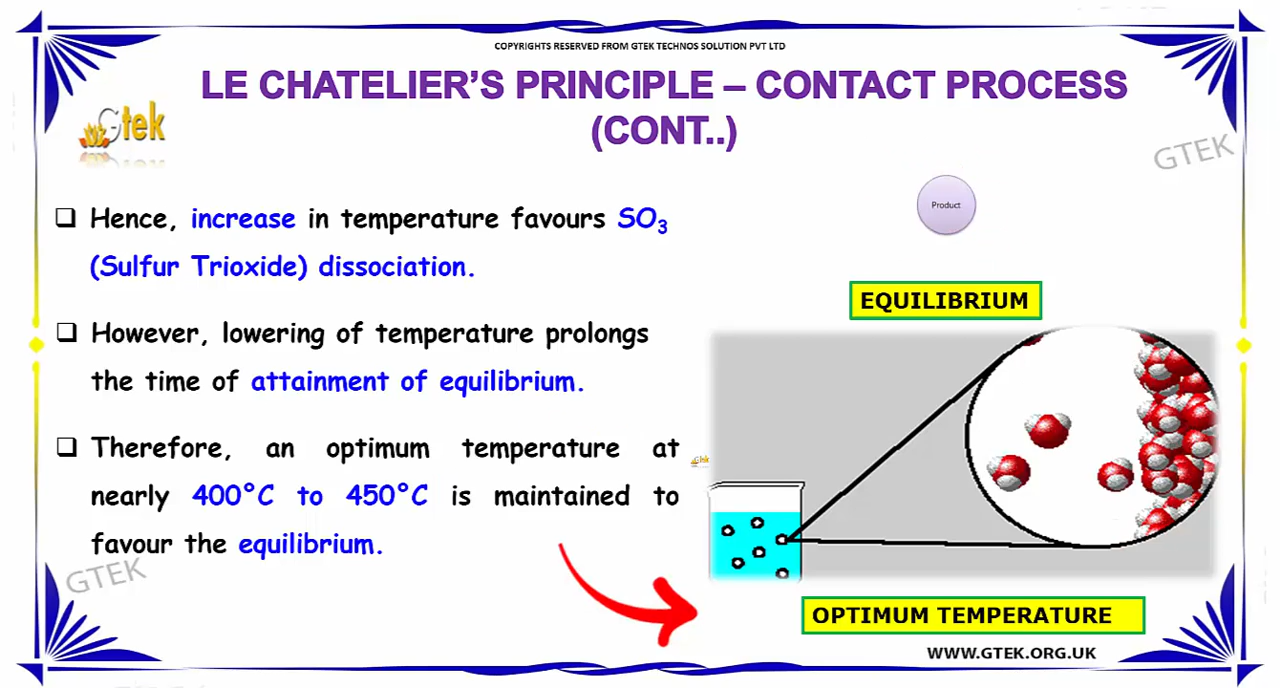 COPYRIGHTS RESERVED FROM GTEK TECHNOS SOLUTION PVT LTD
LE CHATELIER'S PRINCIPLE – CONTACT PROCESS
(CONT..)
Gtek
GTEK
Product
Hence, increase in temperature favours SO₃
(Sulfur Trioxide) dissociation.
EQUILIBRIUM
However, lowering of temperature prolongs
the time of attainment of equilibrium.
Therefore, an optimum temperature at
nearly 400°C to 450°C is maintained to
favour the equilibrium.
Gtek
GTEK
OPTIMUM TEMPERATURE
WWW.GTEK.ORG.UK